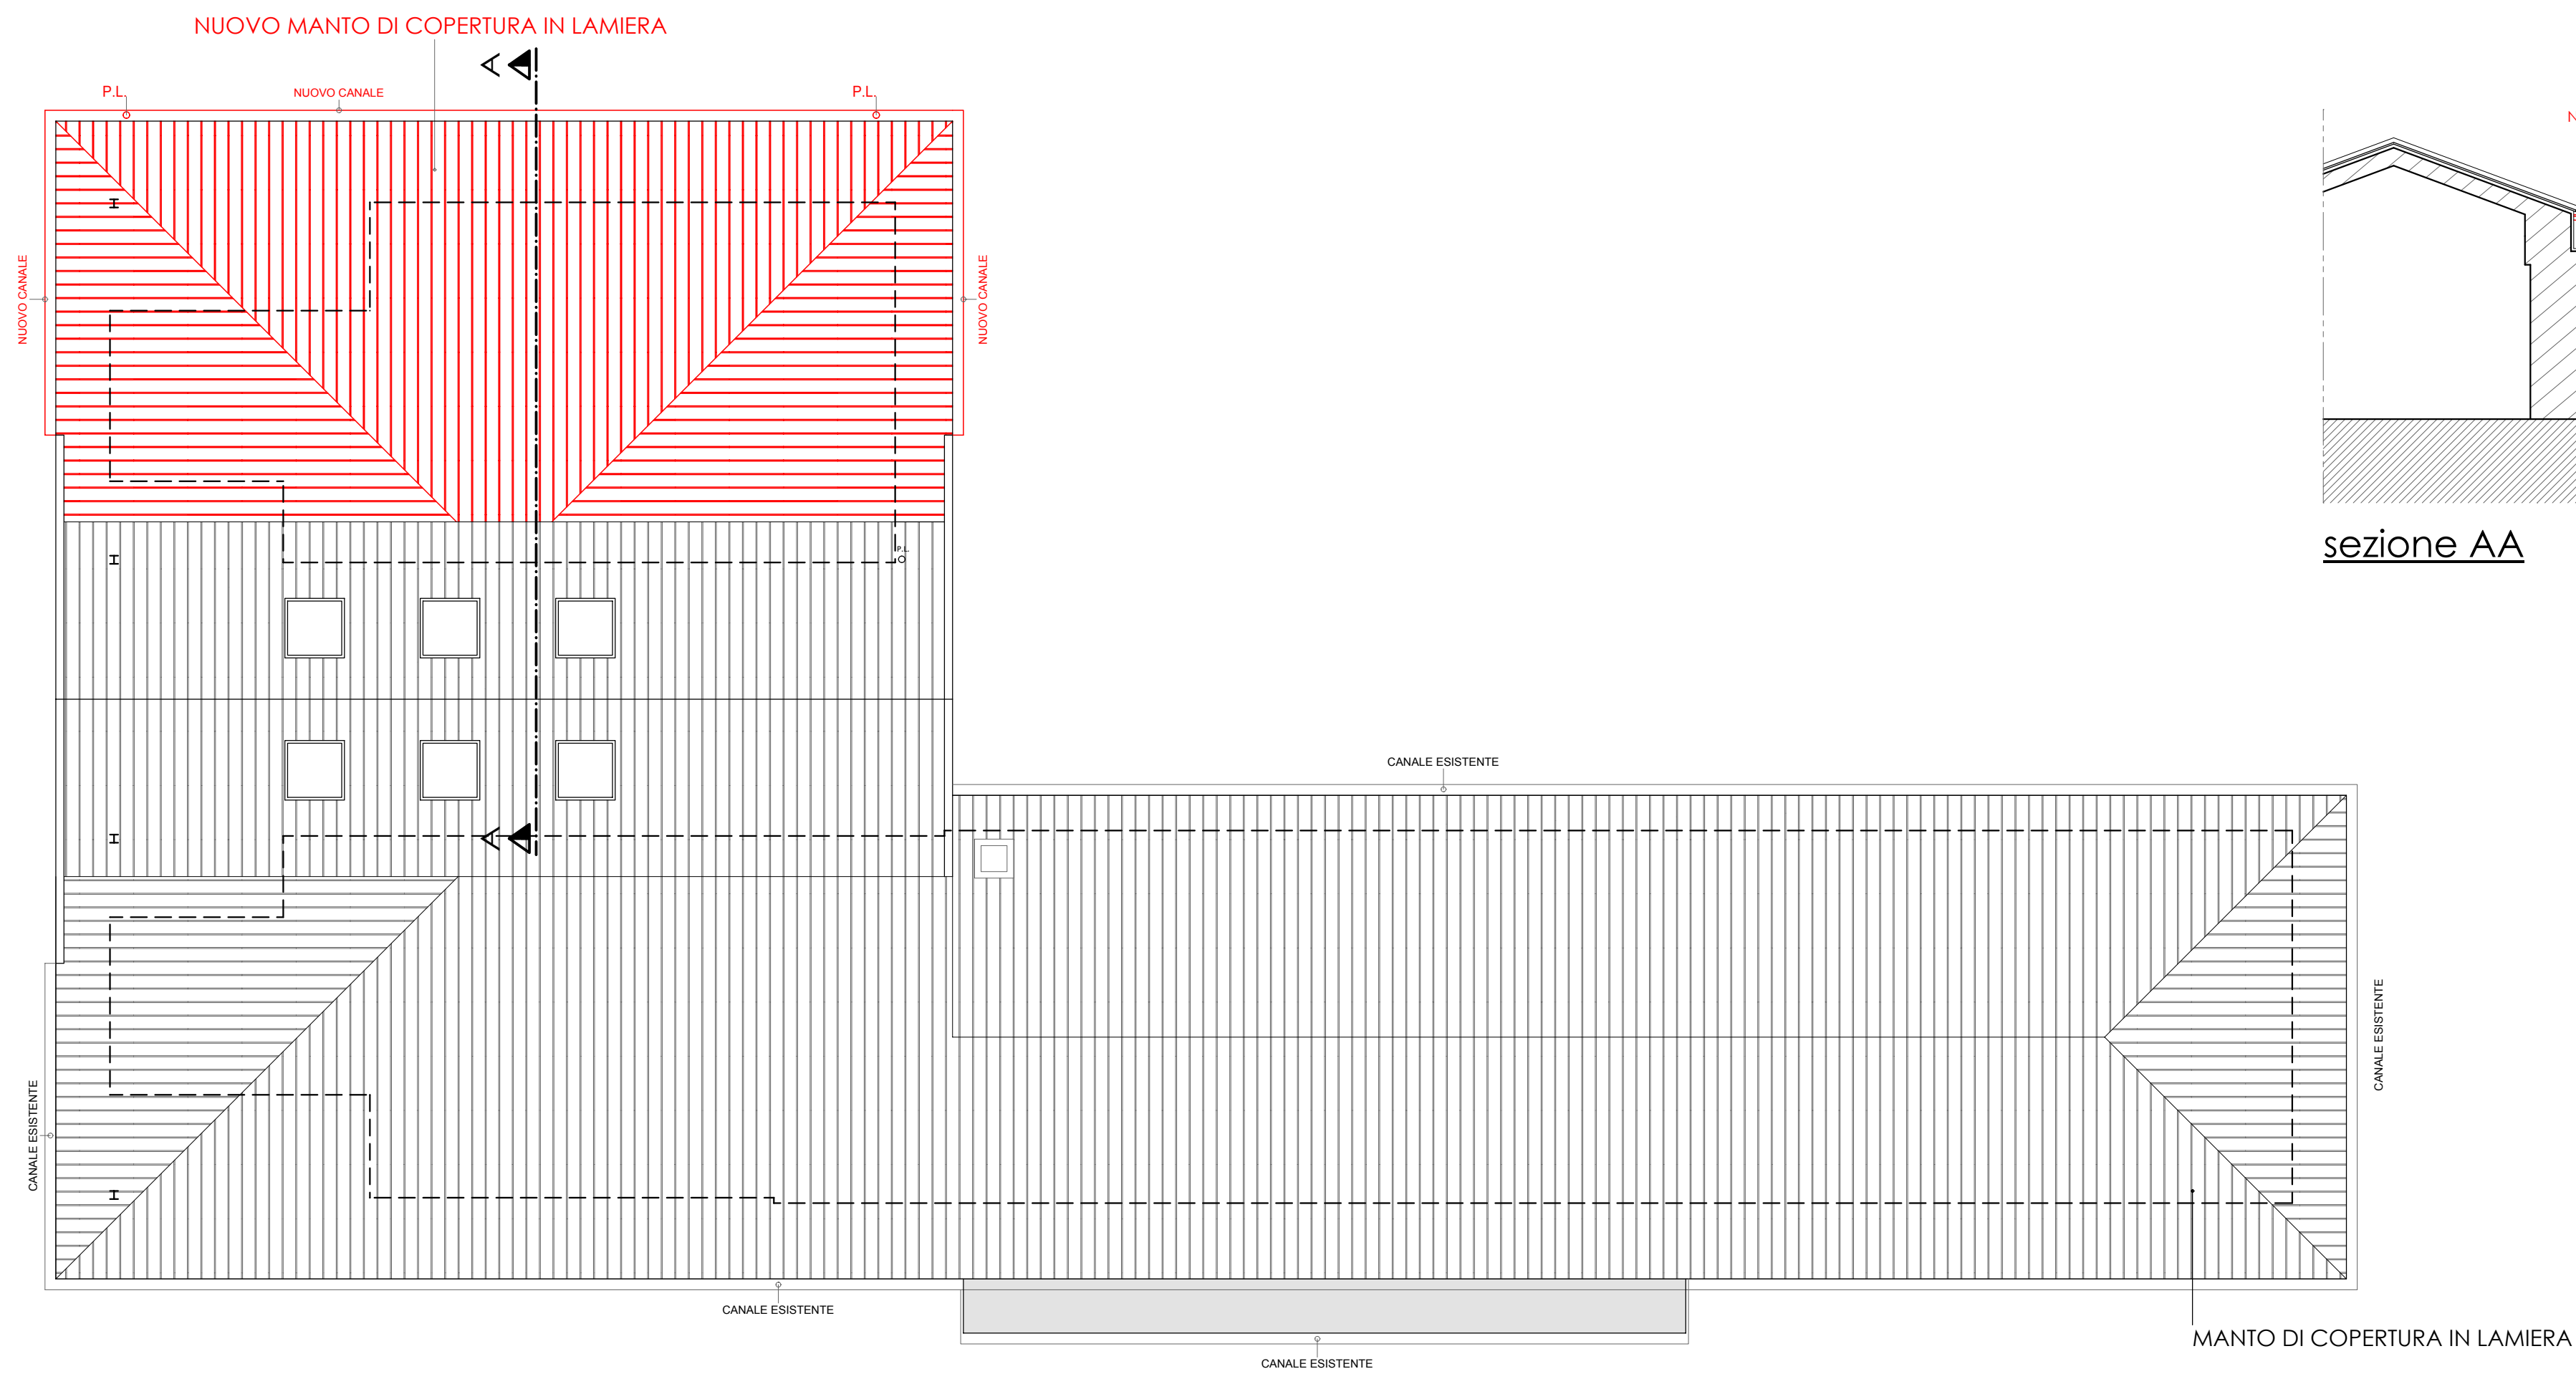 NUOVO MANTO DI COPERTURA IN LAMIERA
A
P.L.
NUOVO CANALE
P.L.
N
NUOVO CANALE
NUOVO CANALE
sezione AA
P.L.
CANALE ESISTENTE
A
CANALE ESISTENTE
CANALE ESISTENTE
CANALE ESISTENTE
MANTO DI COPERTURA IN LAMIERA
CANALE ESISTENTE